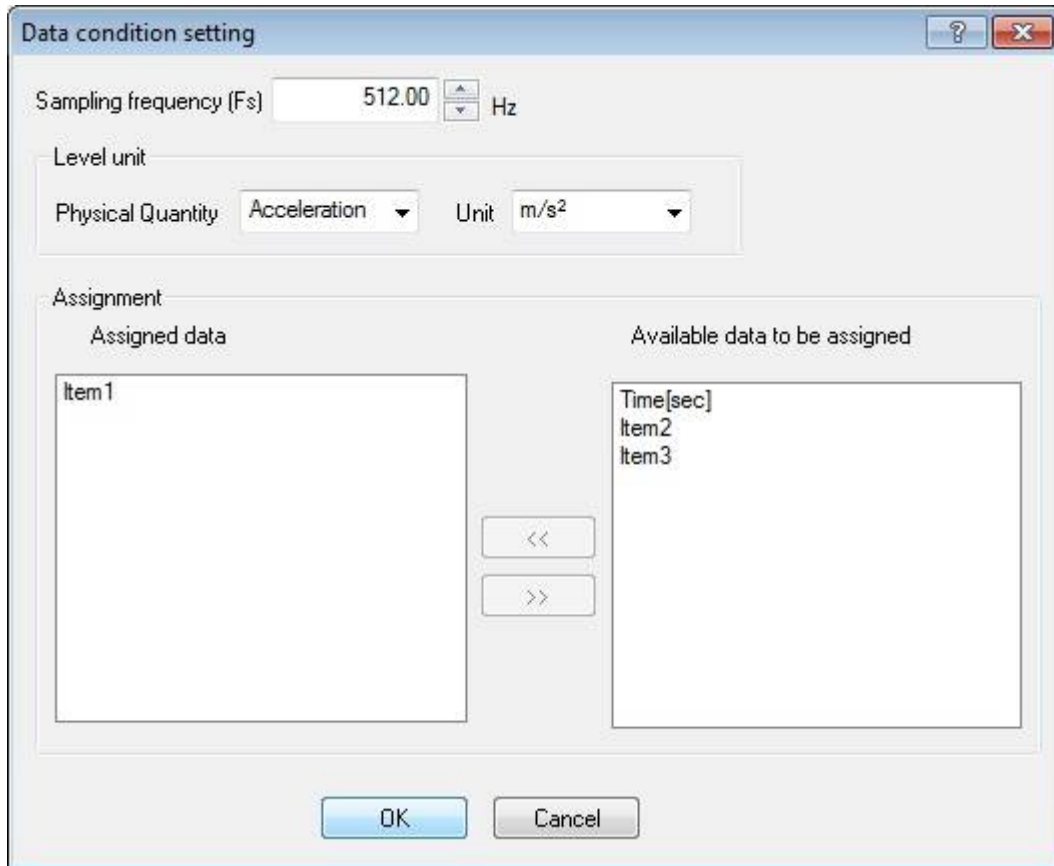 Data condition setting
Sampling frequency (Fs) 512.00 Hz
Level unit
Physical Quantity Acceleration Unit m/s²
Assignment
Assigned data Available data to be assigned
Item1
Time[sec]
Item2
Item3
<<
>>
OK Cancel